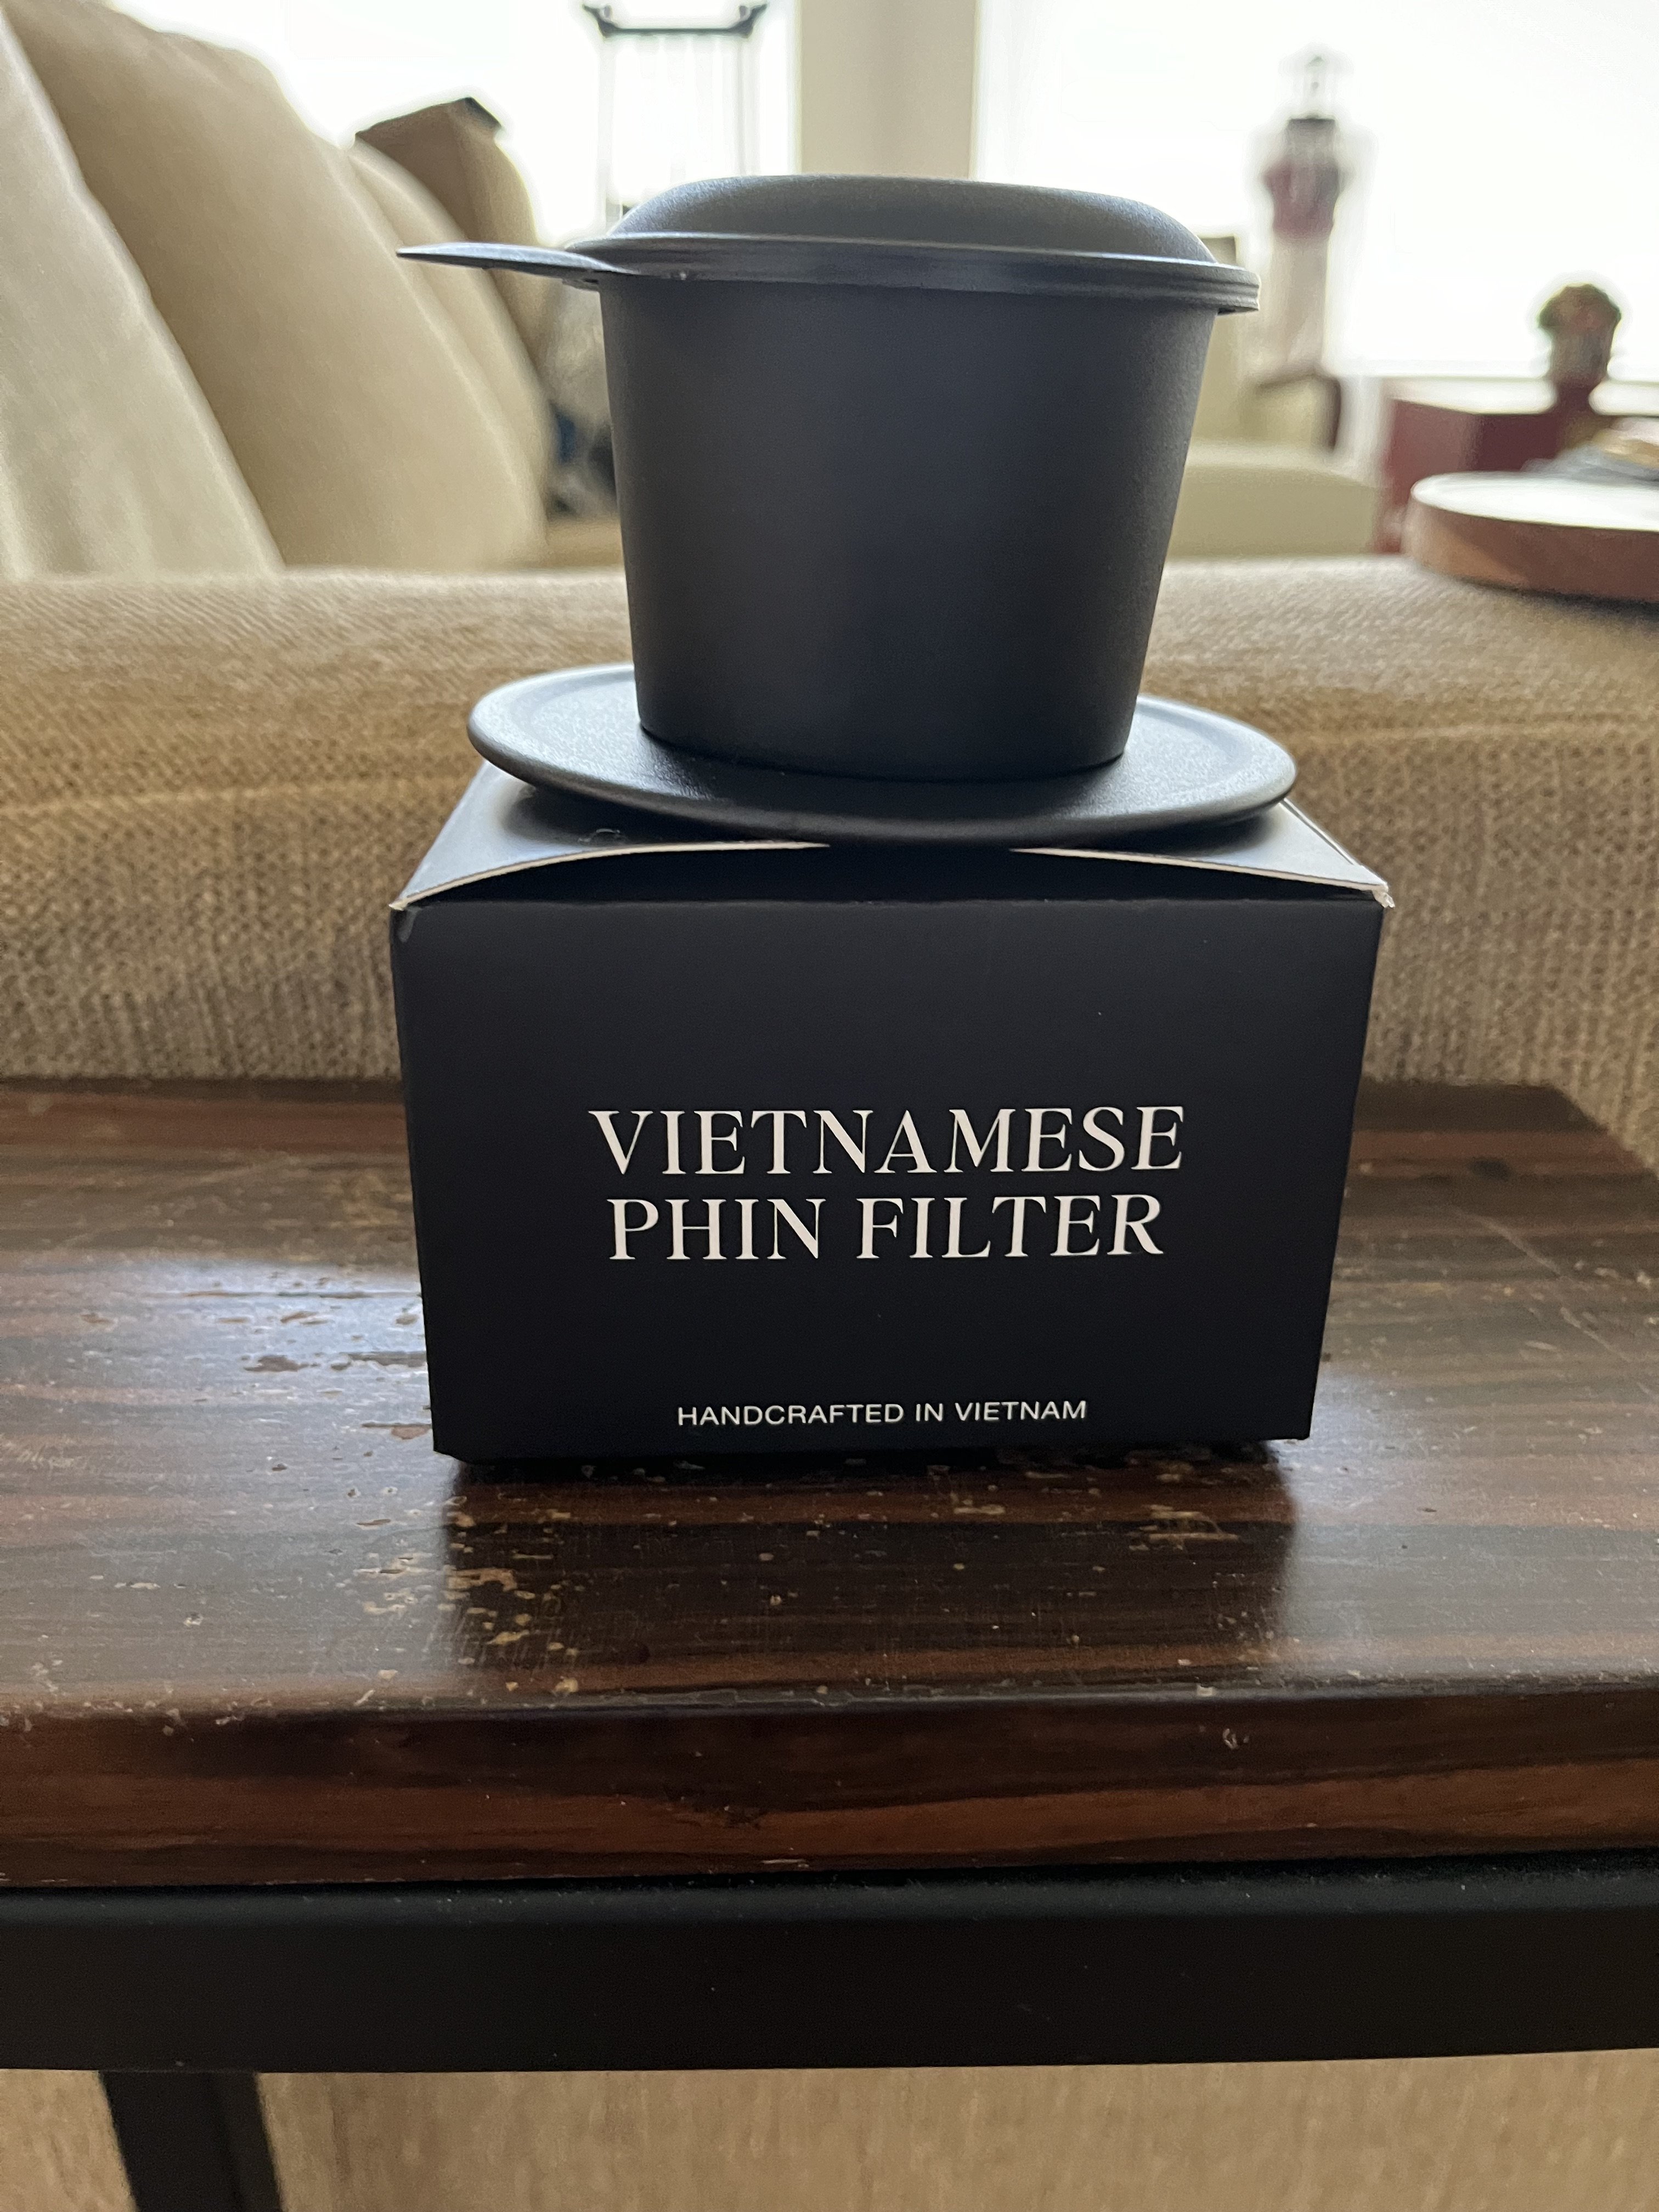 VIETNAMESE
PHIN FILTER
HANDCRAFTED IN VIETNAM